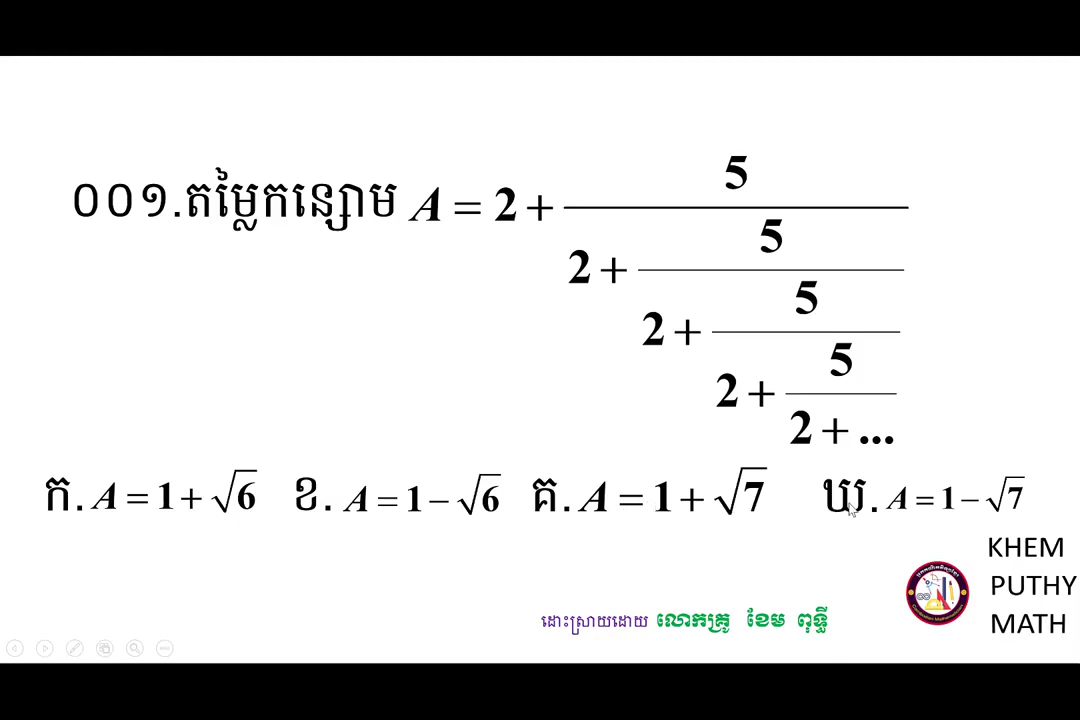 ០០១.តម្លៃកន្សោម A = 2 + 5
2 + 5
2 + 5
2 + 5
2 + ...
ក. A = 1 + √6 ខ. A = 1 − √6 គ. A = 1 + √7 ឃ. A = 1 − √7
KHEM
PUTHY
MATH
ដោះស្រាយដោយ លោកគ្រូ ខែម ពុទ្ធី